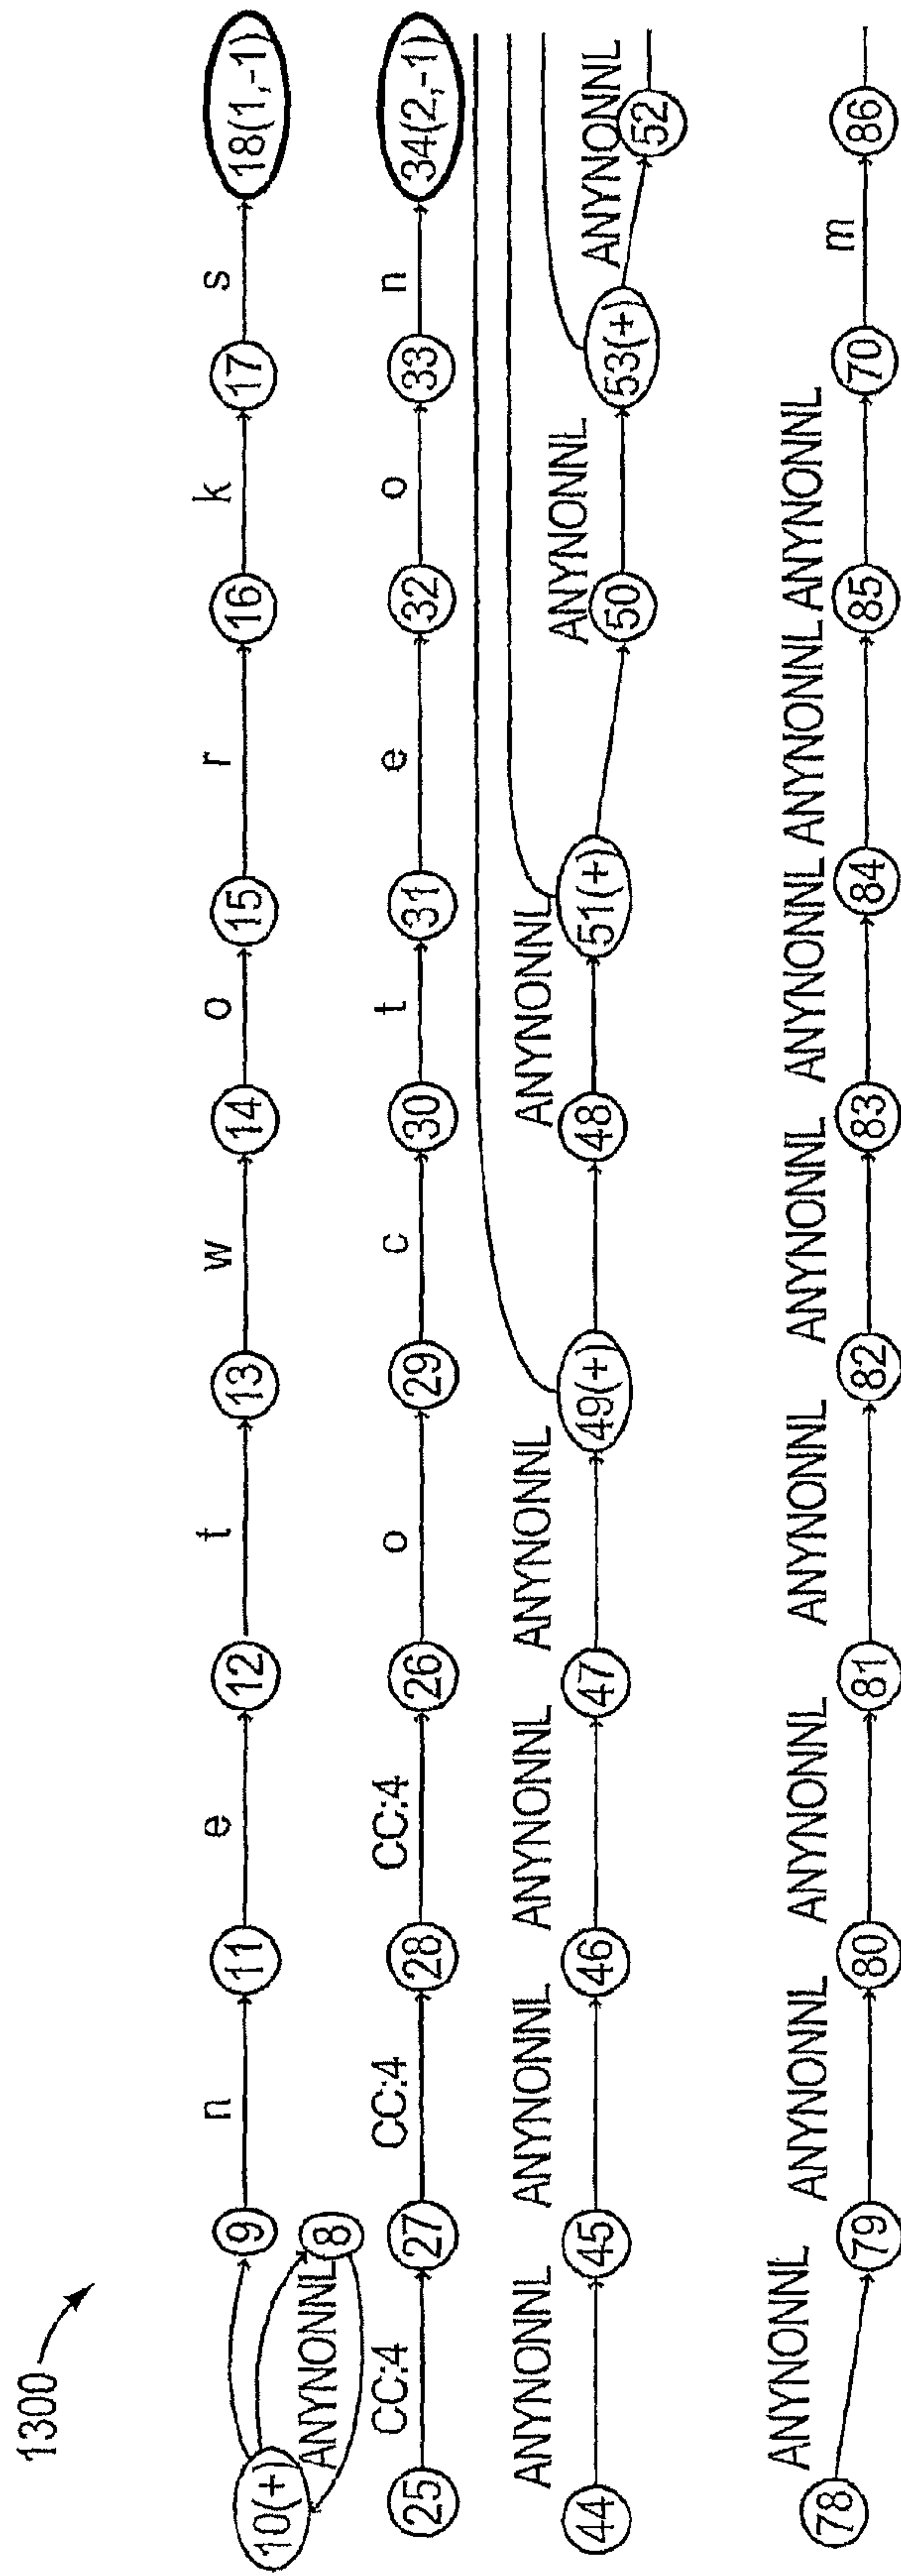 1300
n e t w o r k s
10(+) 9 11 12 13 14 15 16 17 18(1,-1)
ANYNONNL 8
CC:4 CC:4 CC:4 o c t e o n
25 27 28 26 29 30 31 32 33 34(2,-1)
ANYNONNL ANYNONNL ANYNONNL ANYNONNL ANYNONNL ANYNONNL ANYNONNL
44 45 46 47 49(+) 48 51(+) 50 53(+) 52
ANYNONNL ANYNONNL ANYNONNL ANYNONNL ANYNONNL ANYNONNL ANYNONNL ANYNONNL m
78 79 80 81 82 83 84 85 70 86